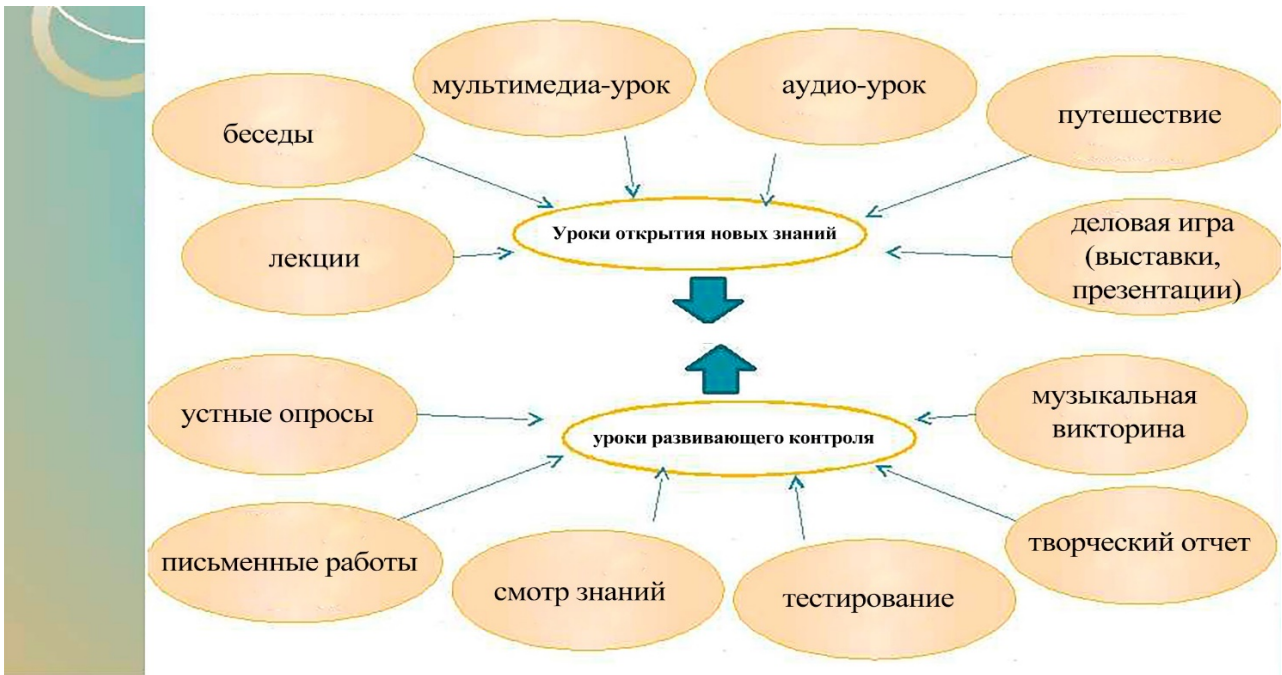 мультимедиа-урок
аудио-урок
беседы
путешествие
лекции
Уроки открытия новых знаний
деловая игра
(выставки,
презентации)
устные опросы
уроки развивающего контроля
музыкальная
викторина
письменные работы
смотр знаний
тестирование
творческий отчет